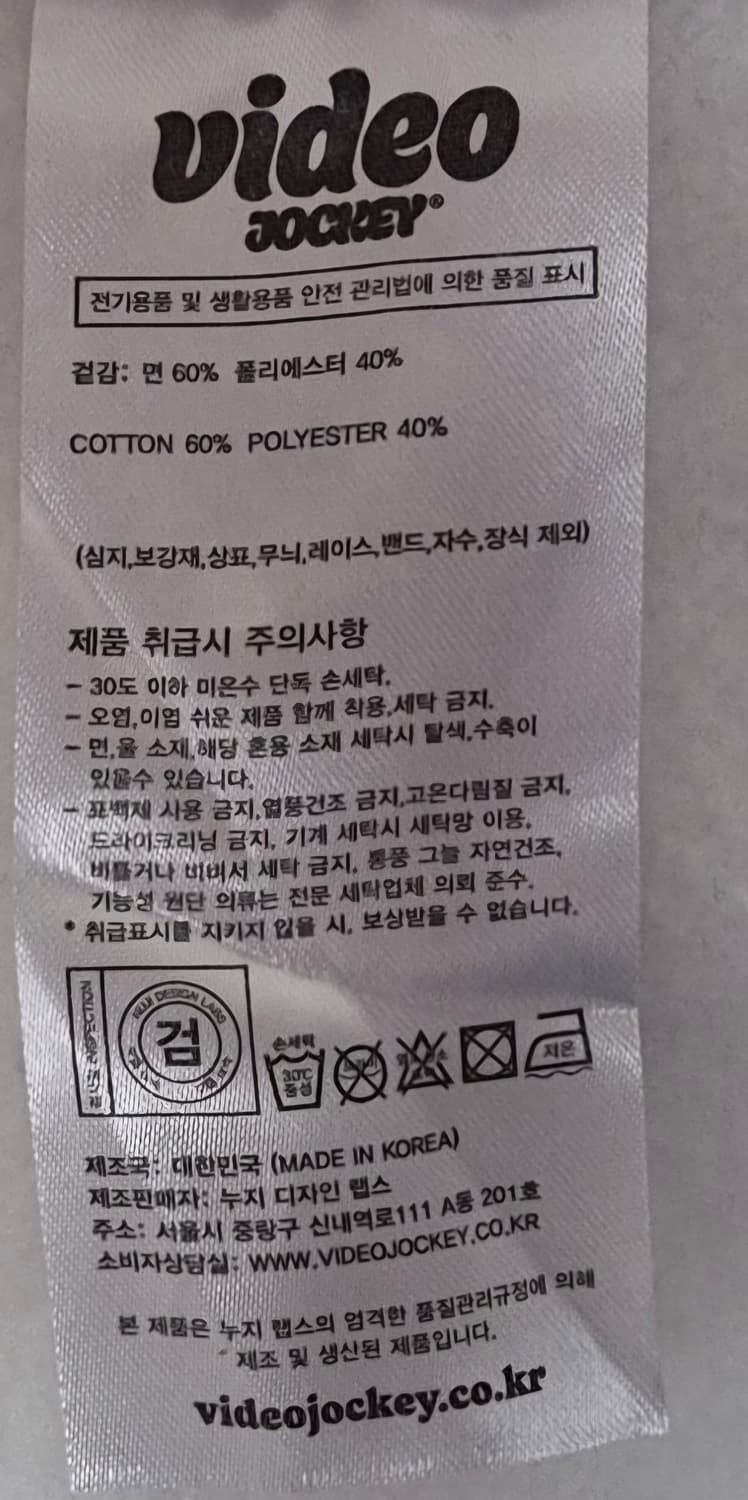 video
JOCKEY®
전기용품 및 생활용품 안전 관리법에 의한 품질 표시
겉감: 면 60% 폴리에스터 40%
COTTON 60% POLYESTER 40%
(심지,보강재,상표,무늬,레이스,밴드,자수,장식 제외)
제품 취급시 주의사항
- 30도 이하 미온수 단독 손세탁.
- 오염,이염 쉬운 제품 함께 착용,세탁 금지.
- 면,울 소재,해당 혼용 소재 세탁시 탈색,수축이
있을수 있습니다.
- 표백제 사용 금지,열풍건조 금지,고온다림질 금지,
드라이크리닝 금지, 기계 세탁시 세탁망 이용,
비틀거나 비벼서 세탁 금지, 통풍 그늘 자연건조,
기능성 원단 의류는 전문 세탁업체 의뢰 준수.
* 취급표시를 지키지 않을 시, 보상받을 수 없습니다.
DESIGN LABS
검
손세탁
30℃
중성
저온
제조국: 대한민국 (MADE IN KOREA)
제조판매자: 누지 디자인 랩스
주소: 서울시 중랑구 신내역로111 A동 201호
소비자상담실: WWW.VIDEOJOCKEY.CO.KR
본 제품은 누지 랩스의 엄격한 품질관리규정에 의해
제조 및 생산된 제품입니다.
videojockey.co.kr